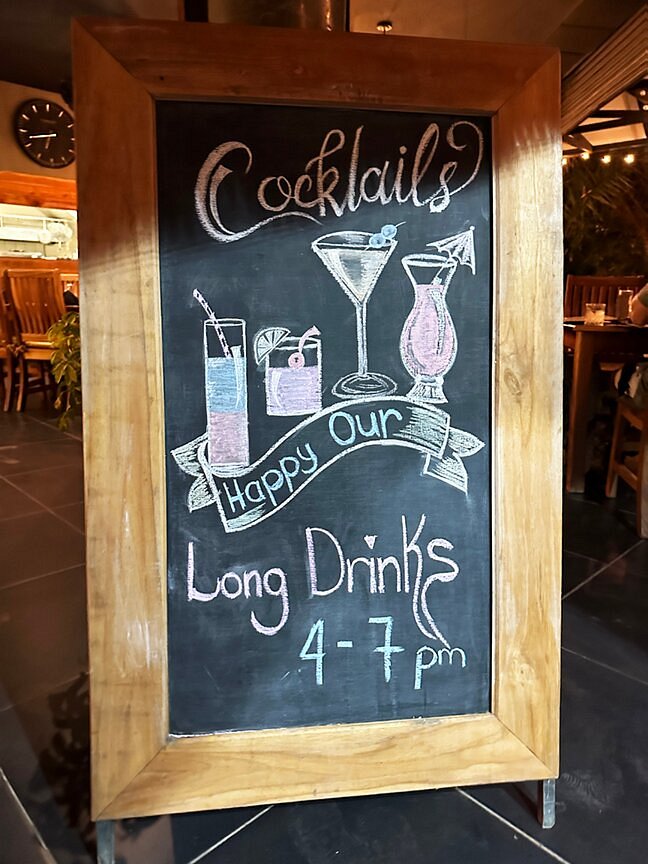 Cocktails
Happy Our
Long Drinks
4-7 pm